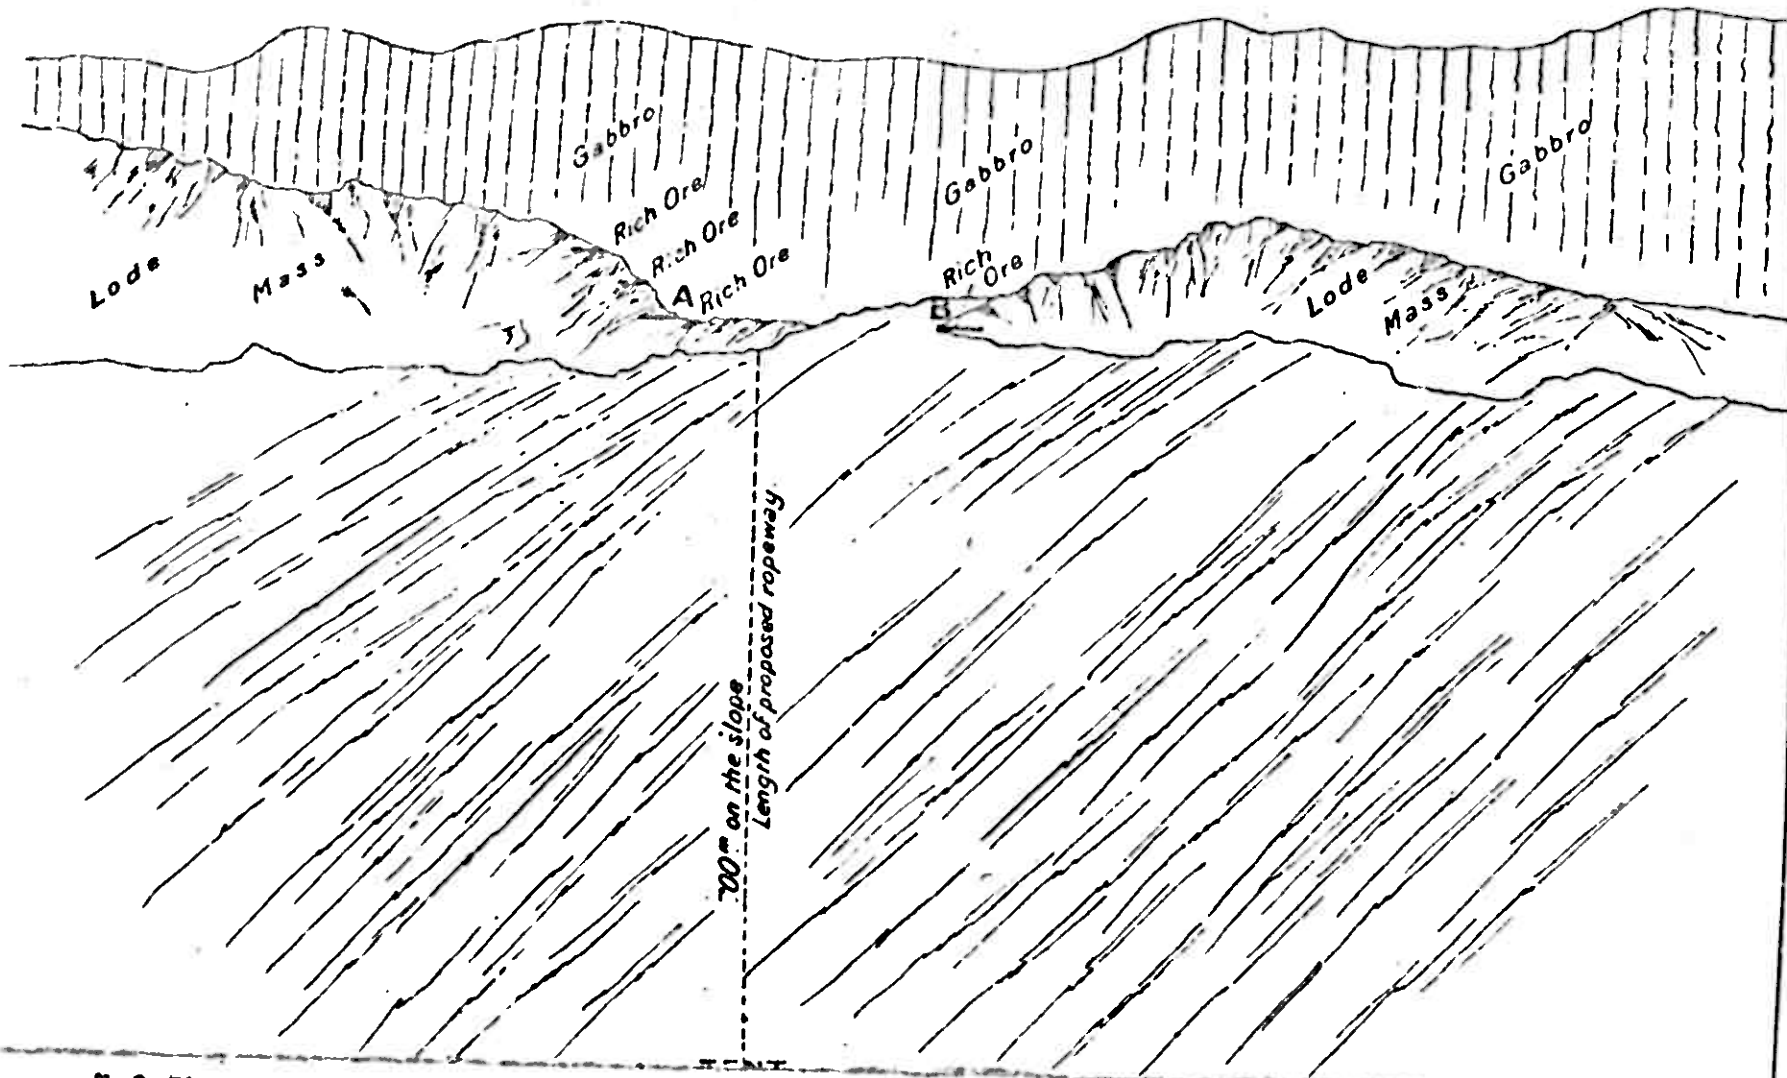 Gabbro
Gabbro
Gabbro
Rich Ore
Rich Ore
A Rich Ore
Rich
Ore
Lode Mass
Lode
Mass
00m on the slope
Length of proposed ropeway